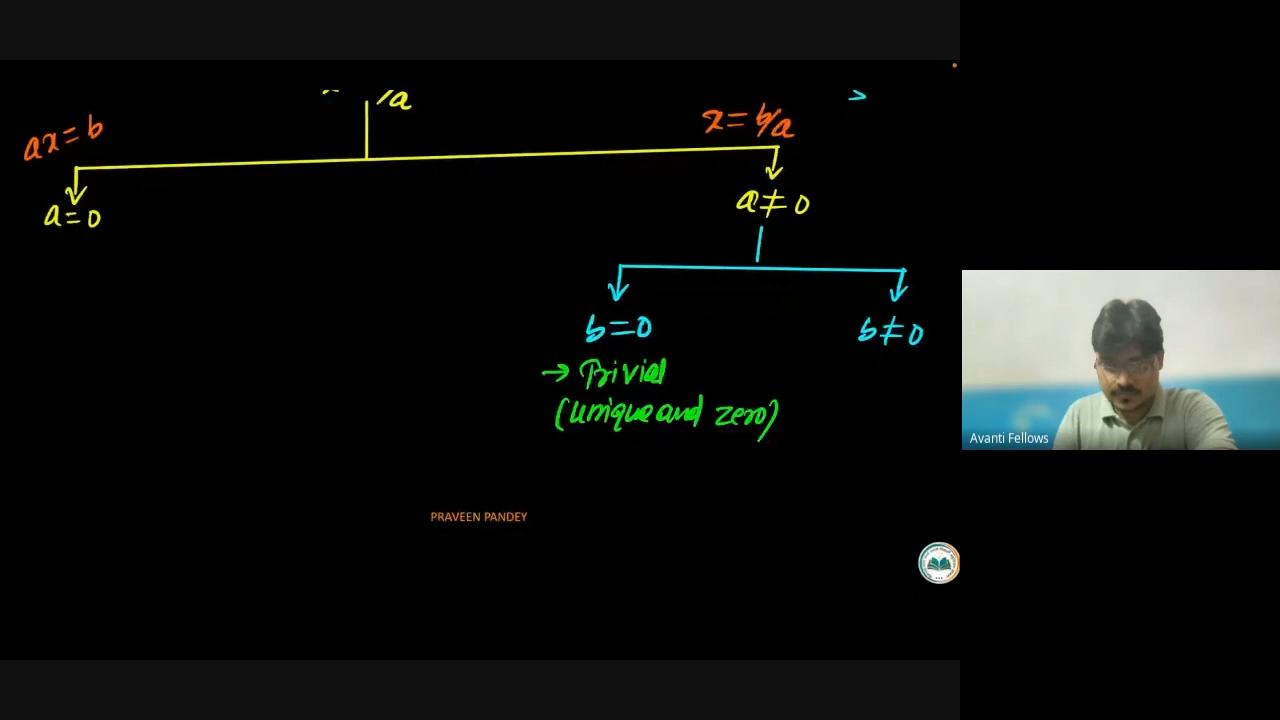 /a
>
ax = b
x = b/a
a = 0
a ≠ 0
b = 0
b ≠ 0
→ Trivial
(unique and zero)
Avanti Fellows
PRAVEEN PANDEY